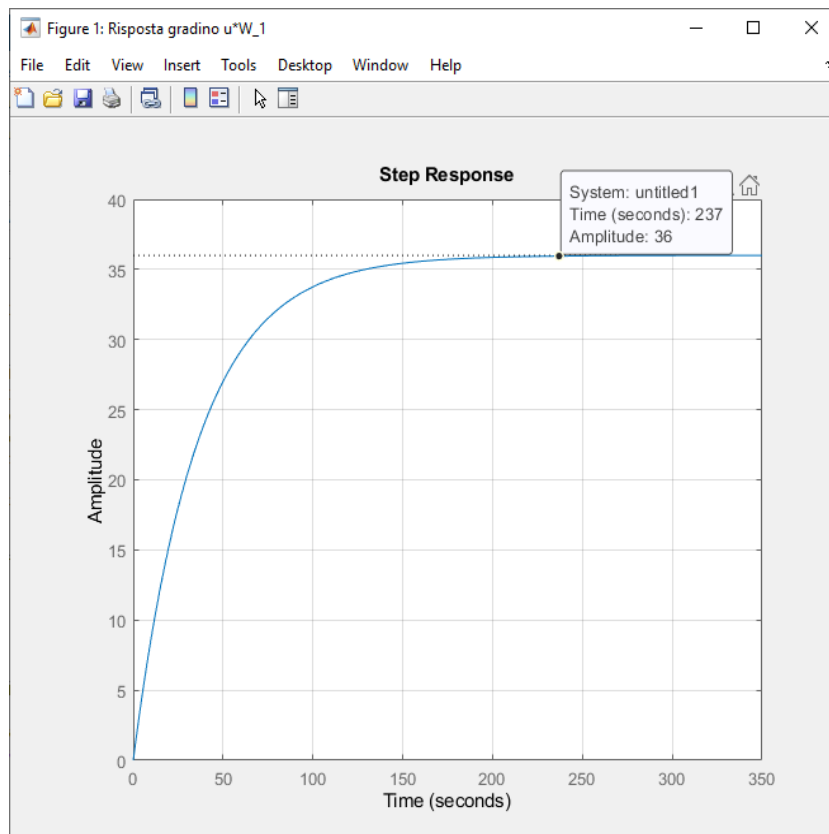 Figure 1: Risposta gradino u*W_1
File Edit View Insert Tools Desktop Window Help
Step Response
System: untitled1
Time (seconds): 237
Amplitude: 36
40
35
30
25
20
15
10
5
0
Amplitude
0 50 100 150 200 250 300 350
Time (seconds)